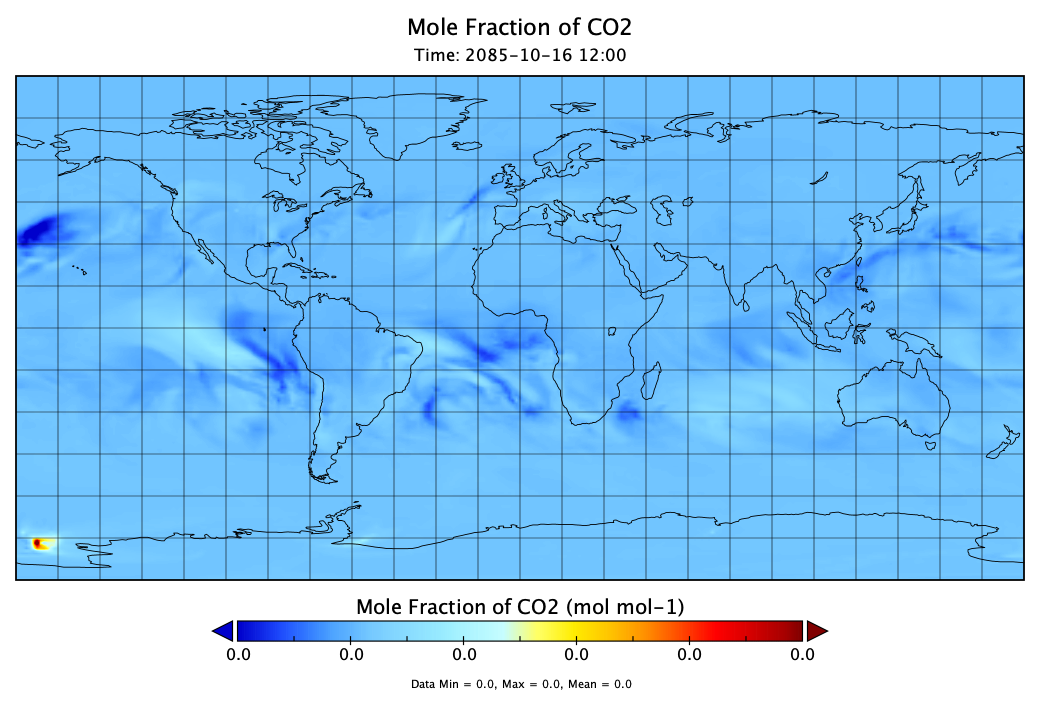 Mole Fraction of CO2
Time: 2085-10-16 12:00
Mole Fraction of CO2 (mol mol-1)
0.0 0.0 0.0 0.0 0.0 0.0
Data Min = 0.0, Max = 0.0, Mean = 0.0